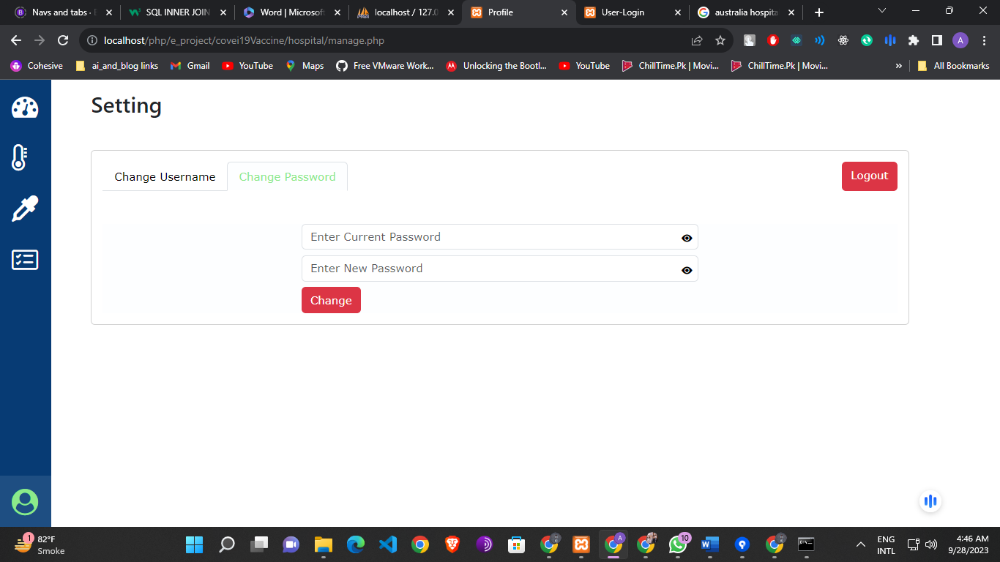 Navs and tabs ·
SQL INNER JOIN
Word | Microsof
localhost / 127.0
Profile
User-Login
australia hospita
localhost/php/e_project/covei19Vaccine/hospital/manage.php
A
Cohesive
ai_and_blog links
Gmail
YouTube
Maps
Free VMware Work...
Unlocking the Bootl...
YouTube
ChillTime.Pk | Movi...
ChillTime.Pk | Movi...
»
All Bookmarks
Setting
Change Username
Change Password
Logout
Enter Current Password
Enter New Password
Change
1
82°F
Smoke
A
10
ENG
INTL
4:46 AM
9/28/2023